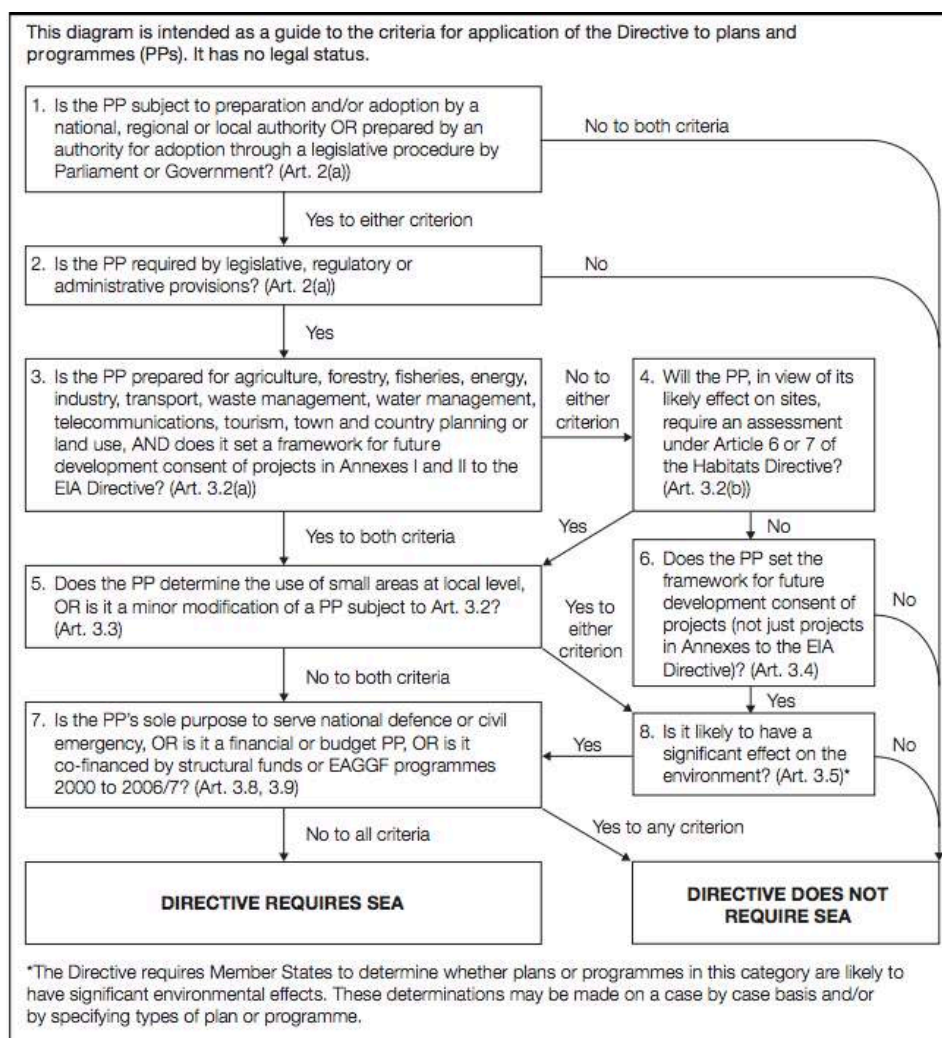 This diagram is intended as a guide to the criteria for application of the Directive to plans and
programmes (PPs). It has no legal status.
1. Is the PP subject to preparation and/or adoption by a
national, regional or local authority OR prepared by an
authority for adoption through a legislative procedure by
Parliament or Government? (Art. 2(a))
No to both criteria
Yes to either criterion
2. Is the PP required by legislative, regulatory or
administrative provisions? (Art. 2(a))
No
Yes
3. Is the PP prepared for agriculture, forestry, fisheries, energy,
industry, transport, waste management, water management,
telecommunications, tourism, town and country planning or
land use, AND does it set a framework for future
development consent of projects in Annexes I and II to the
EIA Directive? (Art. 3.2(a))
No to
either
criterion
4. Will the PP, in view of its
likely effect on sites,
require an assessment
under Article 6 or 7 of
the Habitats Directive?
(Art. 3.2(b))
Yes to both criteria
Yes
No
5. Does the PP determine the use of small areas at local level,
OR is it a minor modification of a PP subject to Art. 3.2?
(Art. 3.3)
Yes to
either
criterion
6. Does the PP set the
framework for future
development consent of
projects (not just projects
in Annexes to the EIA
Directive)? (Art. 3.4)
No
No to both criteria
Yes
7. Is the PP's sole purpose to serve national defence or civil
emergency, OR is it a financial or budget PP, OR is it
co-financed by structural funds or EAGGF programmes
2000 to 2006/7? (Art. 3.8, 3.9)
Yes
8. Is it likely to have a
significant effect on the
environment? (Art. 3.5)*
No
No to all criteria
Yes to any criterion
DIRECTIVE REQUIRES SEA
DIRECTIVE DOES NOT
REQUIRE SEA
*The Directive requires Member States to determine whether plans or programmes in this category are likely to
have significant environmental effects. These determinations may be made on a case by case basis and/or
by specifying types of plan or programme.